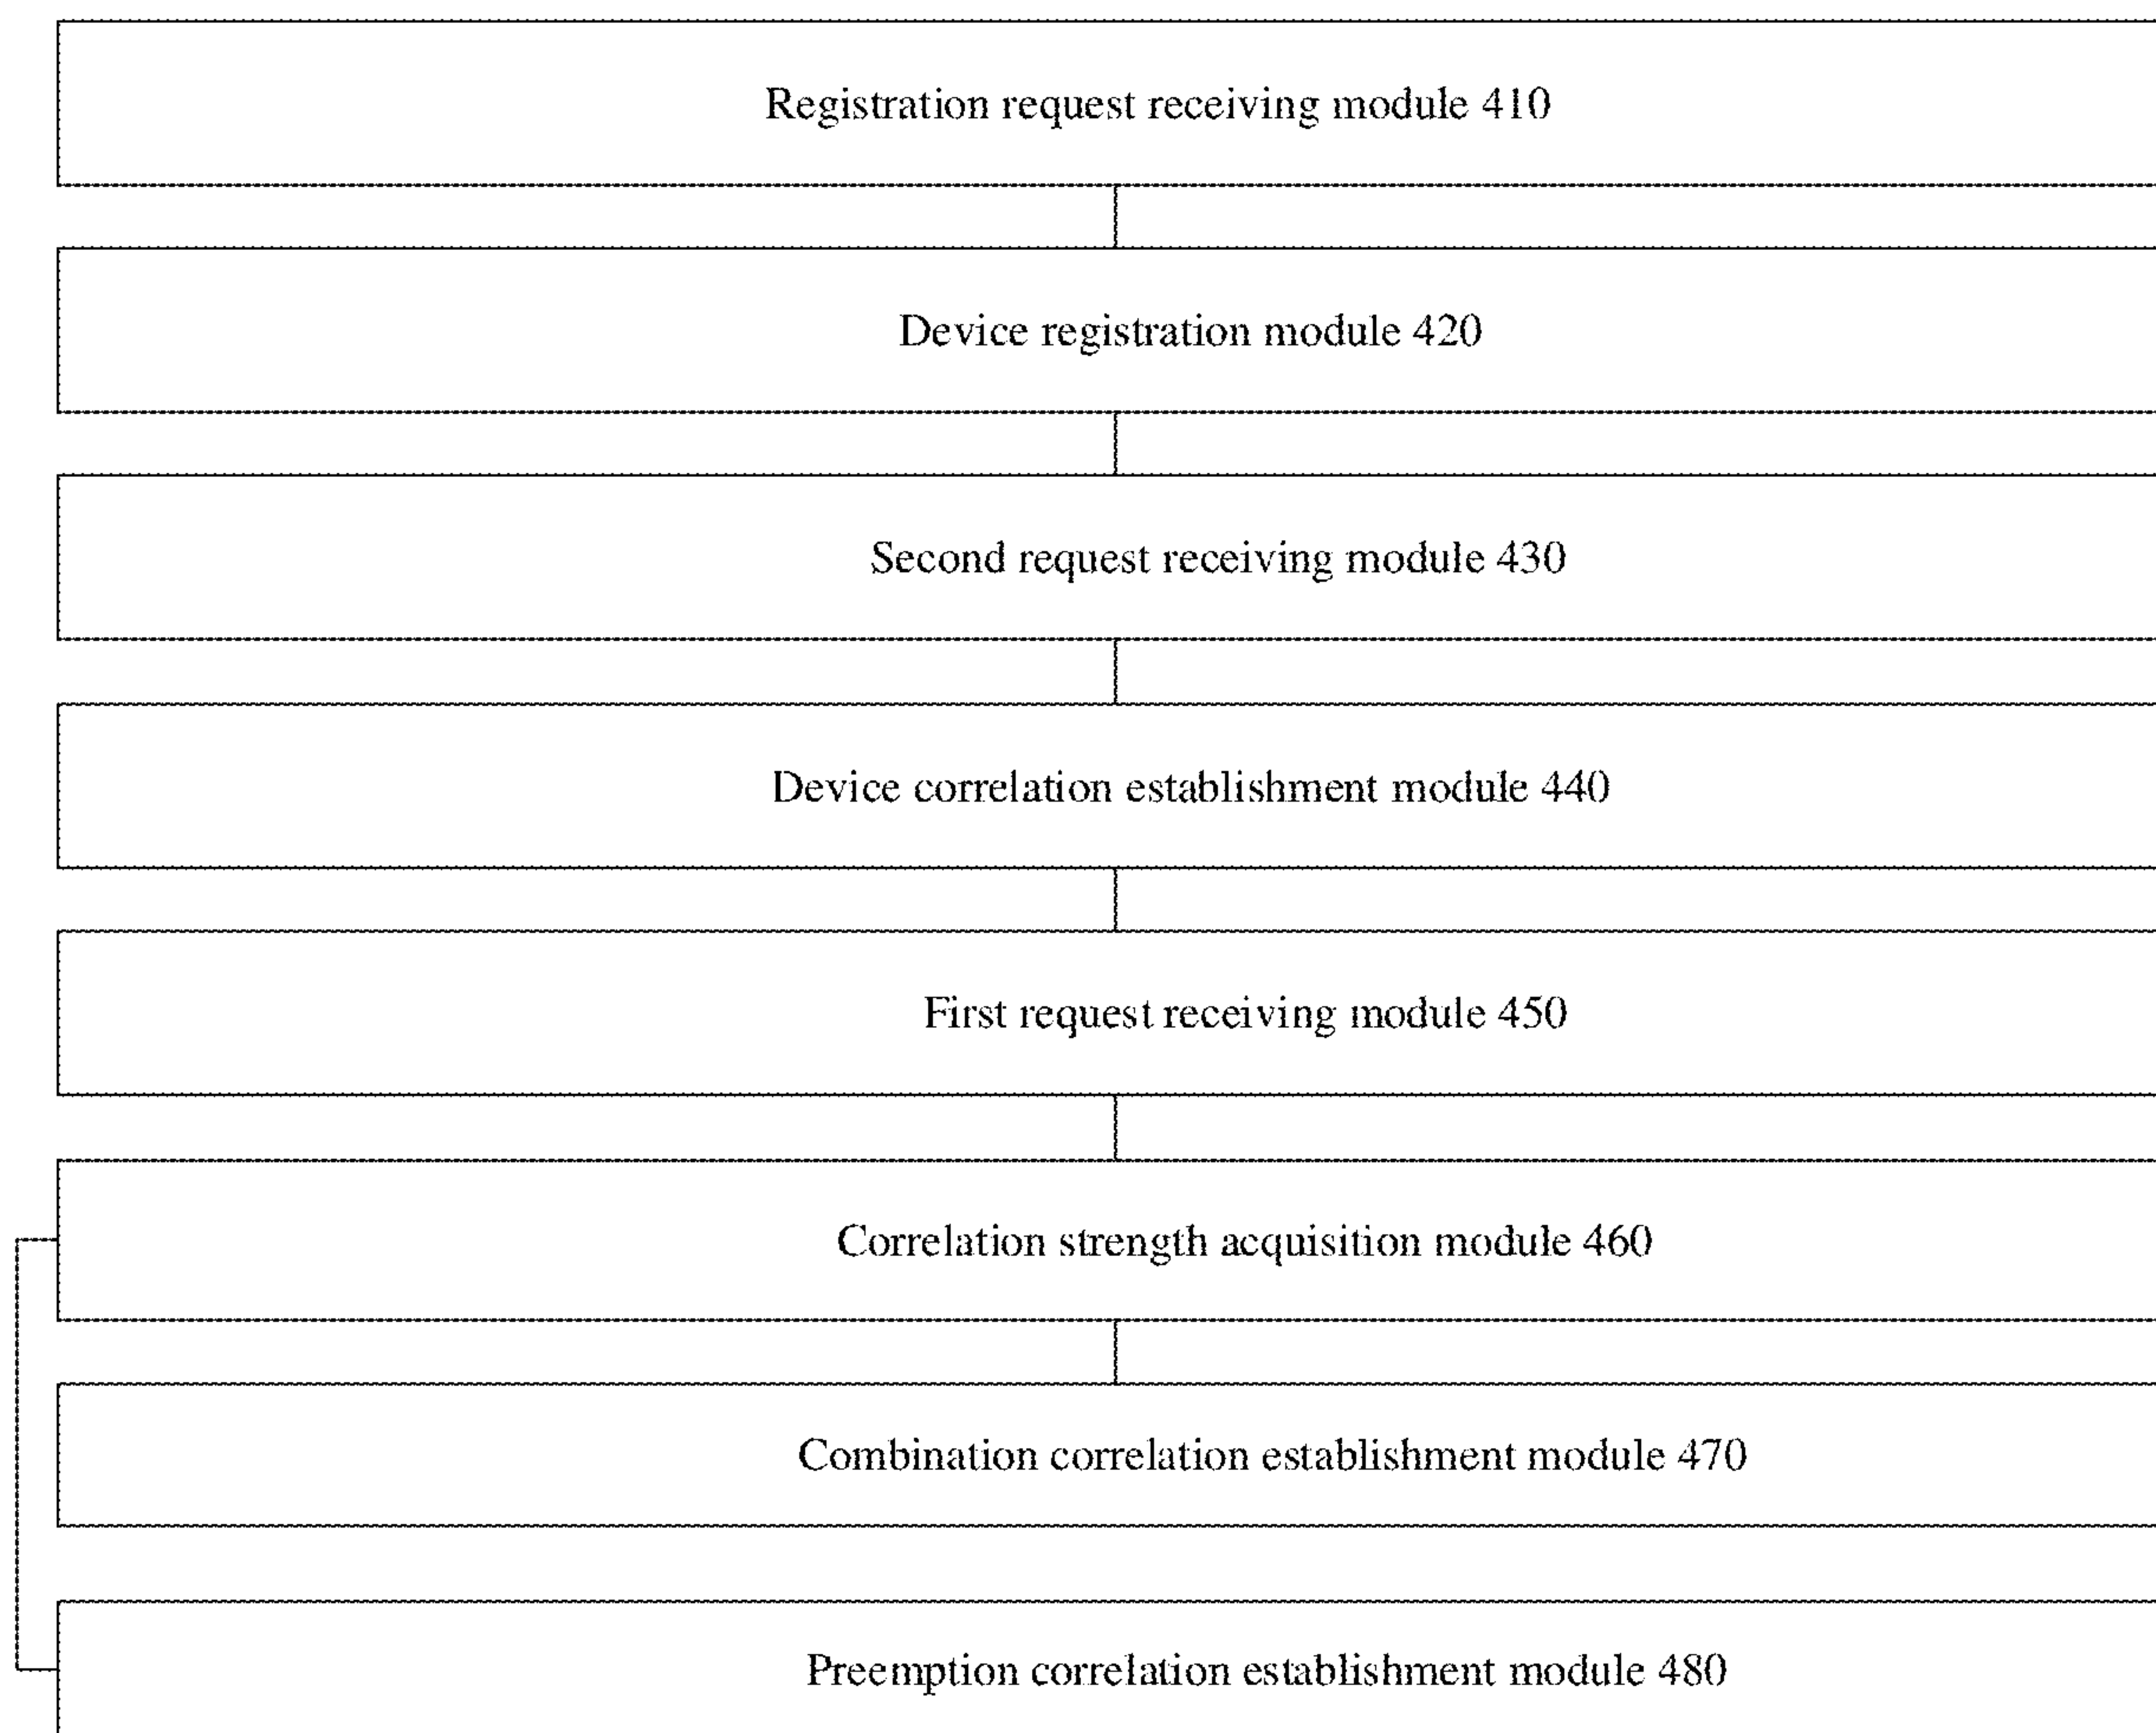 Registration request receiving module 410
Device registration module 420
Second request receiving module 430
Device correlation establishment module 440
First request receiving module 450
Correlation strength acquisition module 460
Combination correlation establishment module 470
Preemption correlation establishment module 480